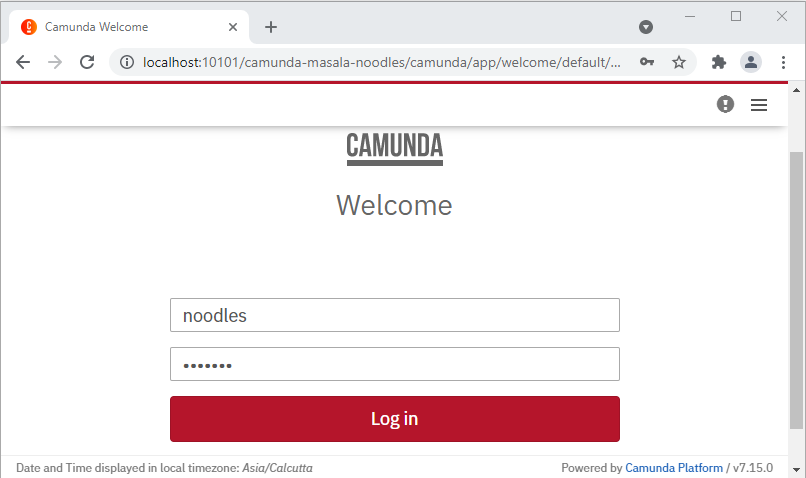 Camunda Welcome
localhost:10101/camunda-masala-noodles/camunda/app/welcome/default/...
CAMUNDA
Welcome
noodles
•••••••
Log in
Date and Time displayed in local timezone: Asia/Calcutta
Powered by Camunda Platform / v7.15.0